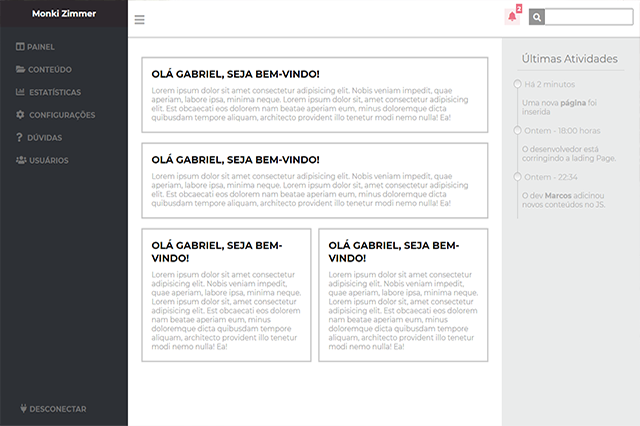 Monki Zimmer
2
PAINEL
CONTEÚDO
ESTATÍSTICAS
CONFIGURAÇÕES
DÚVIDAS
USUÁRIOS
DESCONECTAR
OLÁ GABRIEL, SEJA BEM-VINDO!
Lorem ipsum dolor sit amet consectetur adipisicing elit. Nobis veniam impedit, quae
aperiam, labore ipsa, minima neque. Lorem ipsum dolor sit amet consectetur adipisicing
elit. Est obcaecati eos dolorem nam beatae aperiam eum, minus doloremque dicta
quibusdam tempore aliquam, architecto provident illo tenetur modi nemo nulla! Ea!
OLÁ GABRIEL, SEJA BEM-VINDO!
Lorem ipsum dolor sit amet consectetur adipisicing elit. Nobis veniam impedit, quae
aperiam, labore ipsa, minima neque. Lorem ipsum dolor sit amet consectetur adipisicing
elit. Est obcaecati eos dolorem nam beatae aperiam eum, minus doloremque dicta
quibusdam tempore aliquam, architecto provident illo tenetur modi nemo nulla! Ea!
OLÁ GABRIEL, SEJA BEM-
VINDO!
Lorem ipsum dolor sit amet consectetur
adipisicing elit. Nobis veniam impedit, quae
aperiam, labore ipsa, minima neque.
Lorem ipsum dolor sit amet consectetur
adipisicing elit. Est obcaecati eos dolorem
nam beatae aperiam eum, minus
doloremque dicta quibusdam tempore
aliquam, architecto provident illo tenetur
modi nemo nulla! Ea!
OLÁ GABRIEL, SEJA BEM-
VINDO!
Lorem ipsum dolor sit amet consectetur
adipisicing elit. Nobis veniam impedit, quae
aperiam, labore ipsa, minima neque.
Lorem ipsum dolor sit amet consectetur
adipisicing elit. Est obcaecati eos dolorem
nam beatae aperiam eum, minus
doloremque dicta quibusdam tempore
aliquam, architecto provident illo tenetur
modi nemo nulla! Ea!
Últimas Atividades
Há 2 minutos
Uma nova página foi
inserida
Ontem - 18:00 horas
O desenvolvedor está
corringindo a lading Page.
Ontem - 22:34
O dev Marcos adicinou
novos conteúdos no JS.